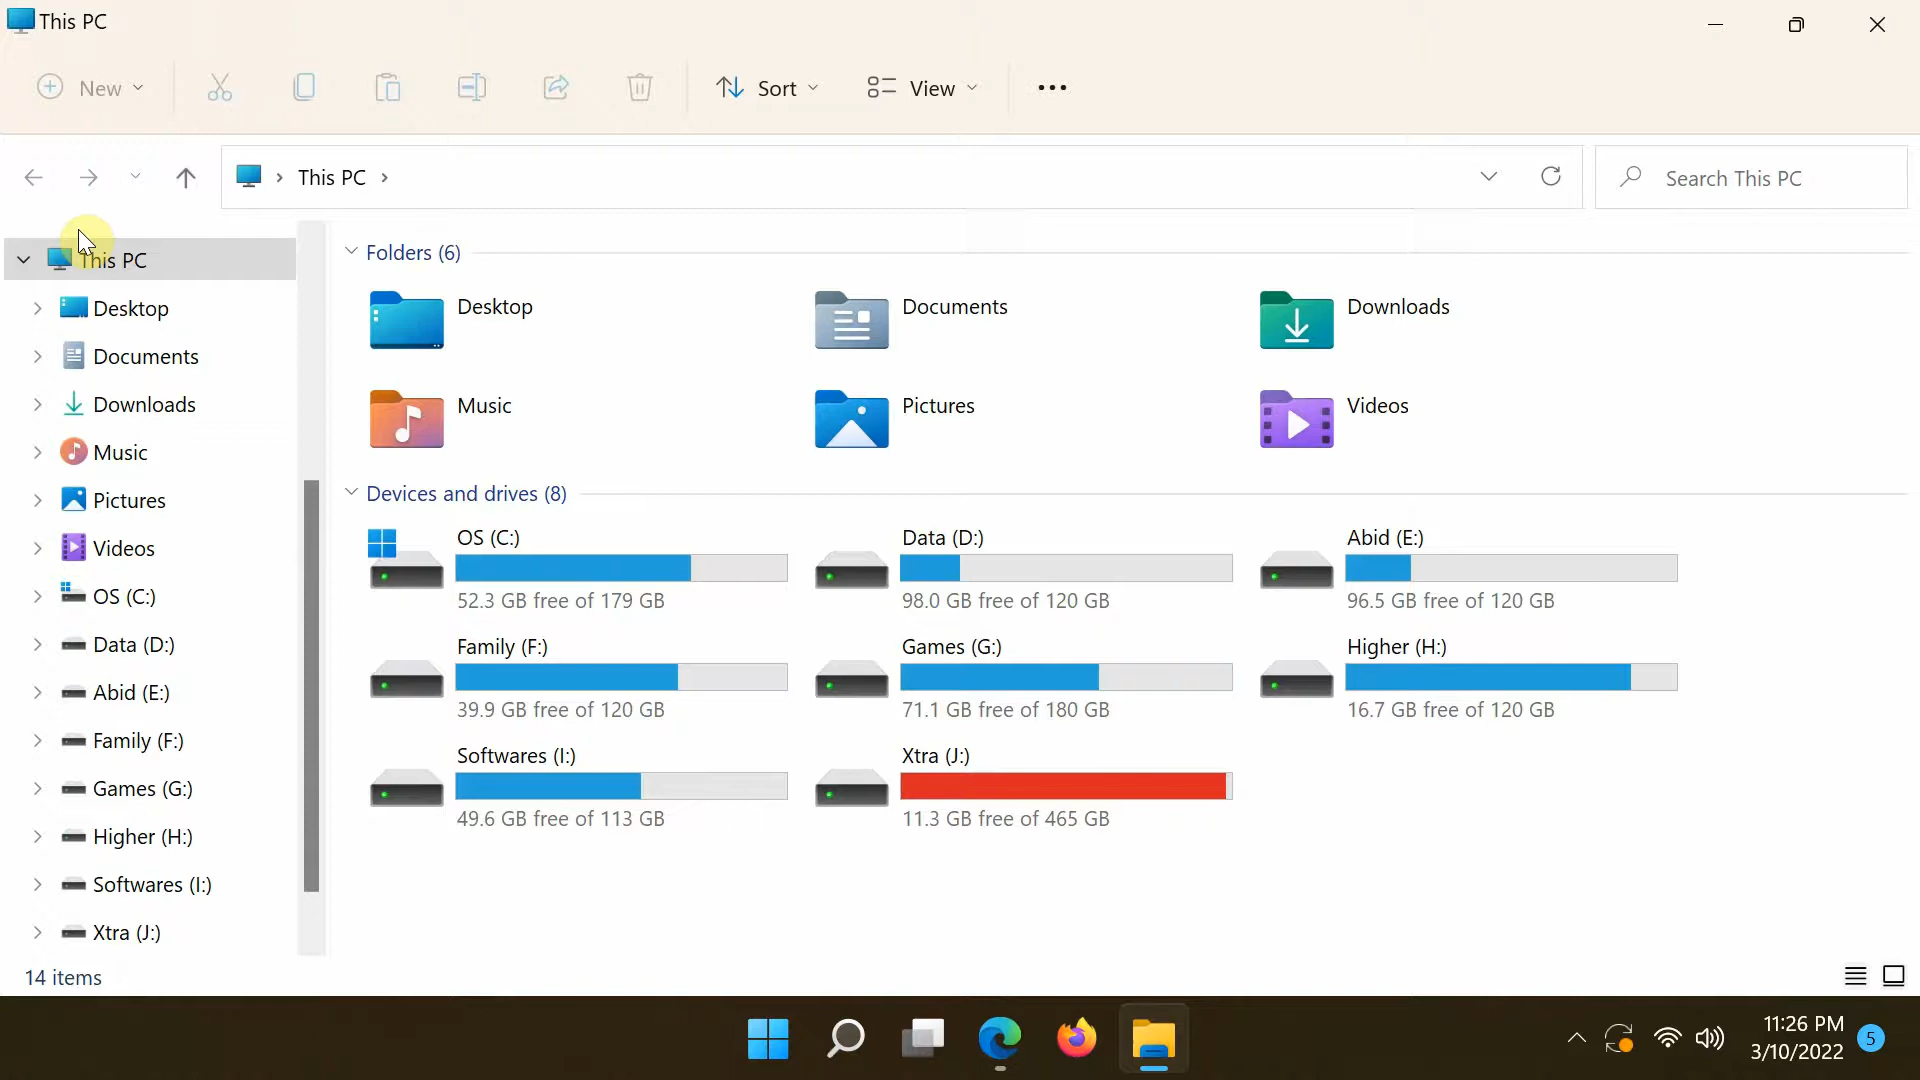 This PC
New
Sort
View
This PC
Search This PC
This PC
Desktop
Documents
Downloads
Music
Pictures
Videos
OS (C:)
Data (D:)
Abid (E:)
Family (F:)
Games (G:)
Higher (H:)
Softwares (I:)
Xtra (J:)
Folders (6)
Desktop
Documents
Downloads
Music
Pictures
Videos
Devices and drives (8)
OS (C:)
52.3 GB free of 179 GB
Data (D:)
98.0 GB free of 120 GB
Abid (E:)
96.5 GB free of 120 GB
Family (F:)
39.9 GB free of 120 GB
Games (G:)
71.1 GB free of 180 GB
Higher (H:)
16.7 GB free of 120 GB
Softwares (I:)
49.6 GB free of 113 GB
Xtra (J:)
11.3 GB free of 465 GB
14 items
11:26 PM
3/10/2022
5